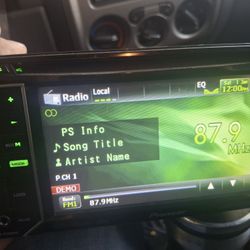 Radio Local EQ
12:00
PS Info
Song Title
Artist Name
87.9
MHz
P.CH 1
DEMO
Band
FM1 87.9MHz